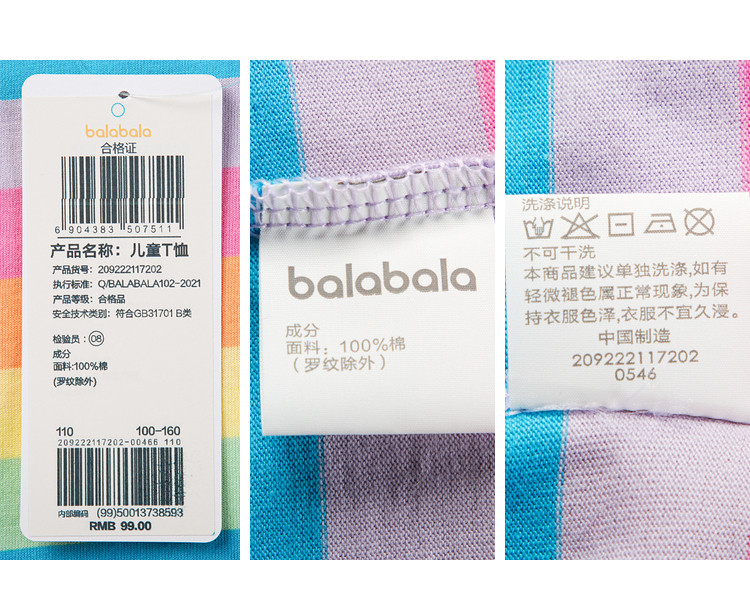 balabala
合格证
6 904383 507511
产品名称：儿童T恤
产品货号：209222117202
执行标准：Q/BALABALA102-2021
产品等级：合格品
安全技术类别：符合GB31701 B类
检验员：08
成分
面料:100%棉
(罗纹除外)
110 100-160
209222117202-00466 110
内部编码 (99)50013738593
RMB 99.00
balabala
成分
面料：100%棉
（罗纹除外）
洗涤说明
不可干洗
本商品建议单独洗涤,如有
轻微褪色属正常现象,为保
持衣服色泽,衣服不宜久浸。
中国制造
209222117202
0546